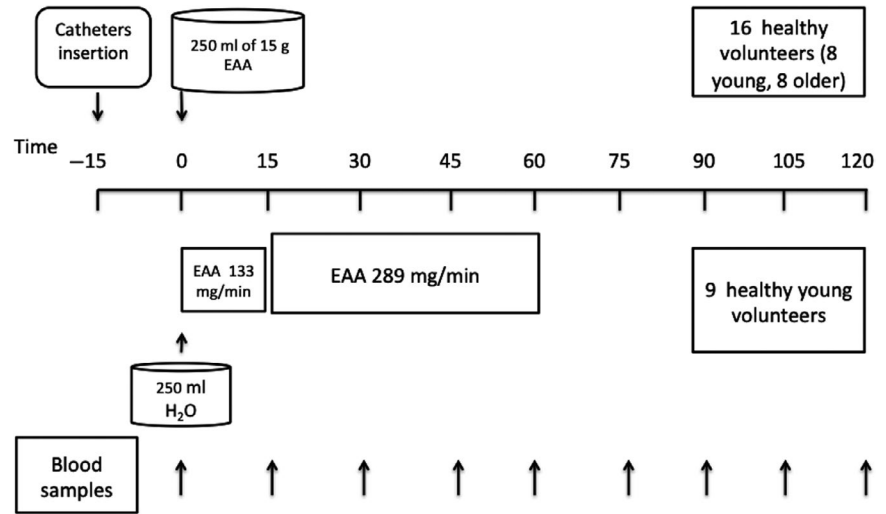 Catheters
insertion
250 ml of 15 g
EAA
16 healthy
volunteers (8
young, 8 older)
Time
–15 0 15 30 45 60 75 90 105 120
EAA 133
mg/min
EAA 289 mg/min
9 healthy young
volunteers
250 ml
H₂O
Blood
samples